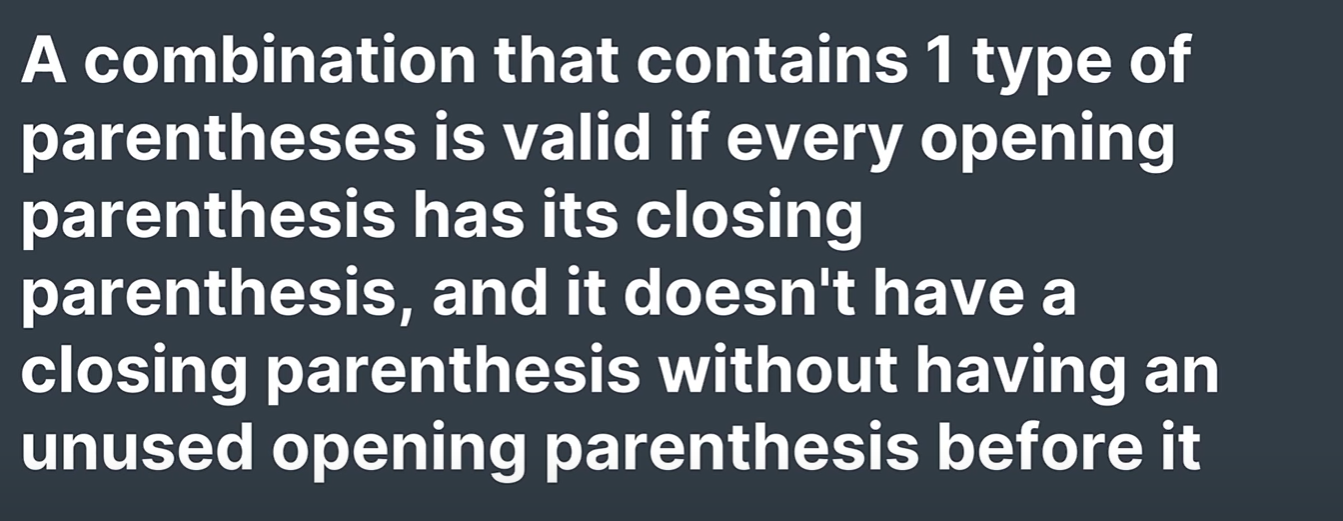 A combination that contains 1 type of
parentheses is valid if every opening
parenthesis has its closing
parenthesis, and it doesn't have a
closing parenthesis without having an
unused opening parenthesis before it